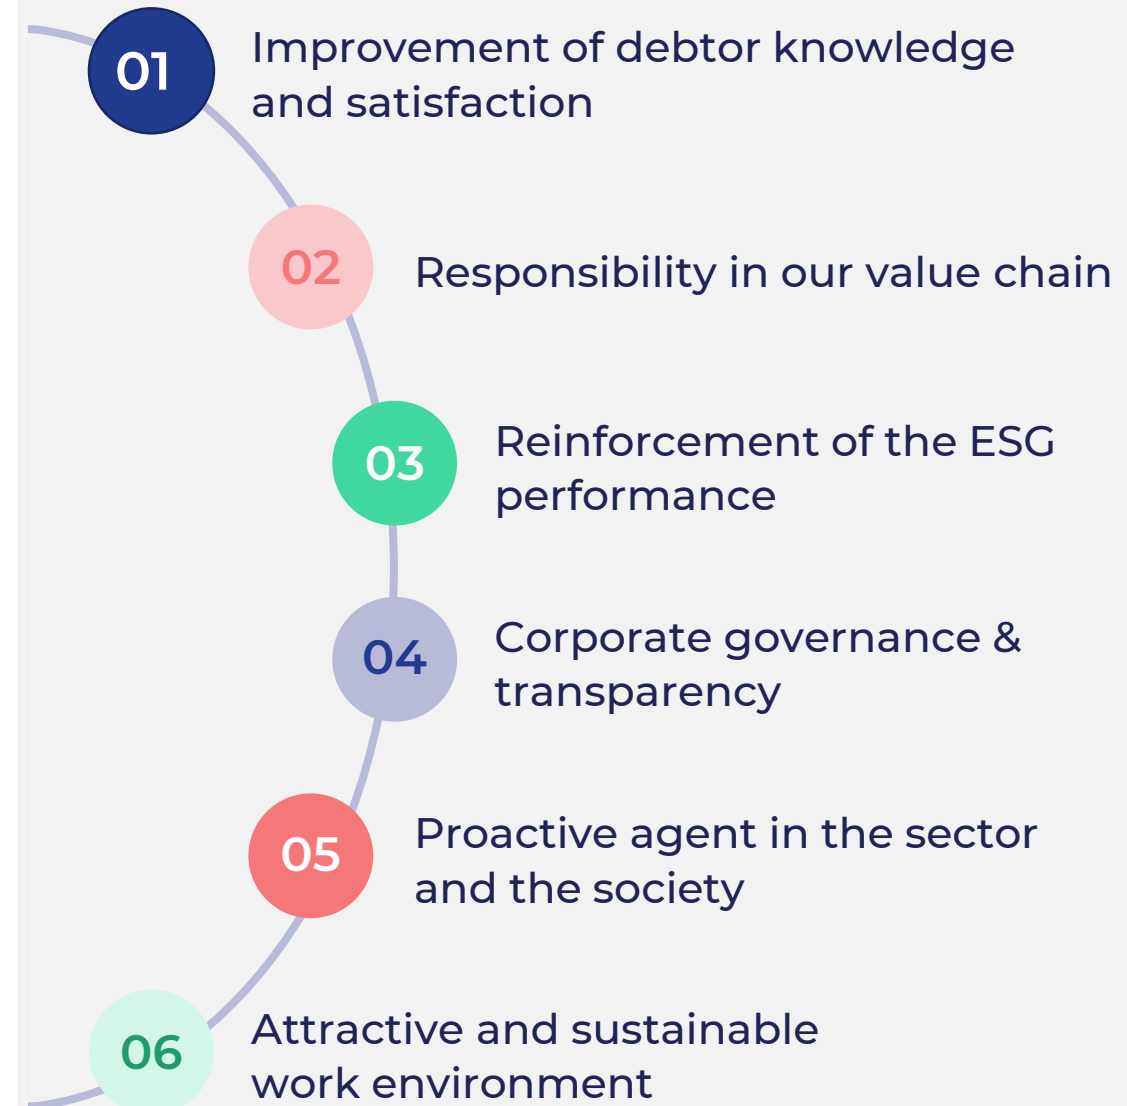 01
Improvement of debtor knowledge
and satisfaction
02
Responsibility in our value chain
03
Reinforcement of the ESG
performance
04
Corporate governance &
transparency
05
Proactive agent in the sector
and the society
06
Attractive and sustainable
work environment